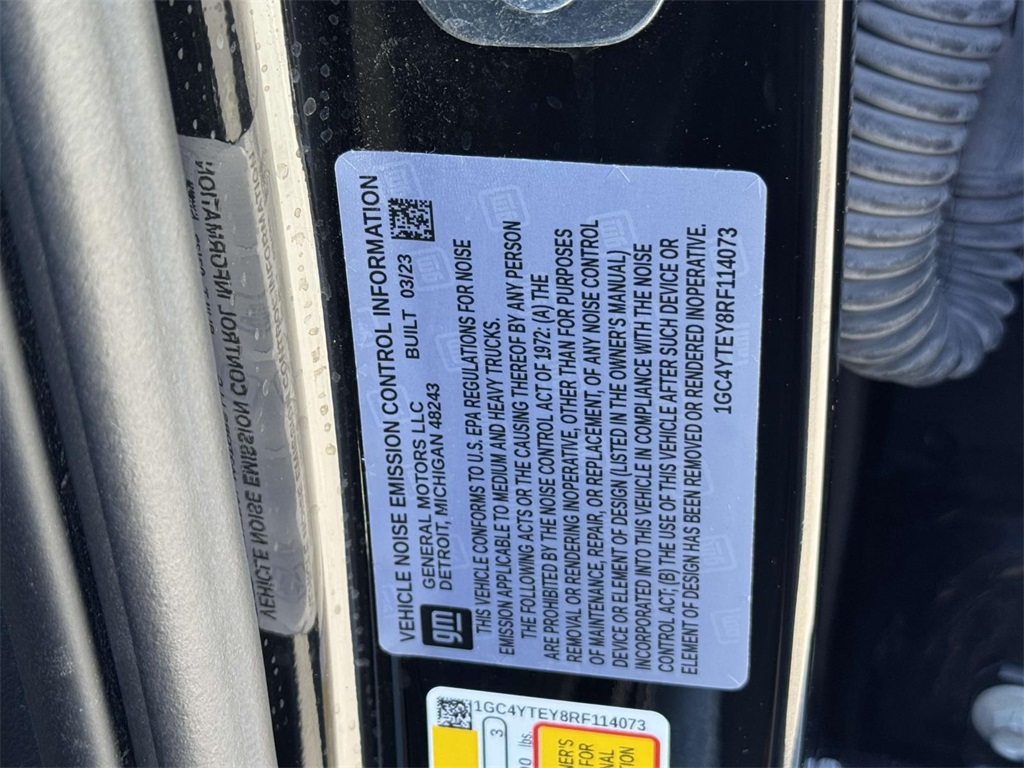 VEHICLE NOISE EMISSION CONTROL INFORMATION
gm
GENERAL MOTORS LLC BUILT 03/23
DETROIT, MICHIGAN 48243
THIS VEHICLE CONFORMS TO U.S. EPA REGULATIONS FOR NOISE
EMISSION APPLICABLE TO MEDIUM AND HEAVY TRUCKS.
THE FOLLOWING ACTS OR THE CAUSING THEREOF BY ANY PERSON
ARE PROHIBITED BY THE NOISE CONTROL ACT OF 1972: (A) THE
REMOVAL OR RENDERING INOPERATIVE, OTHER THAN FOR PURPOSES
OF MAINTENANCE, REPAIR, OR REPLACEMENT, OF ANY NOISE CONTROL
DEVICE OR ELEMENT OF DESIGN (LISTED IN THE OWNER'S MANUAL)
INCORPORATED INTO THIS VEHICLE IN COMPLIANCE WITH THE NOISE
CONTROL ACT, (B) THE USE OF THIS VEHICLE AFTER SUCH DEVICE OR
ELEMENT OF DESIGN HAS BEEN REMOVED OR RENDERED INOPERATIVE.
1GC4YTEY8RF114073
1GC4YTEY8RF114073
3
lbs.
FOR